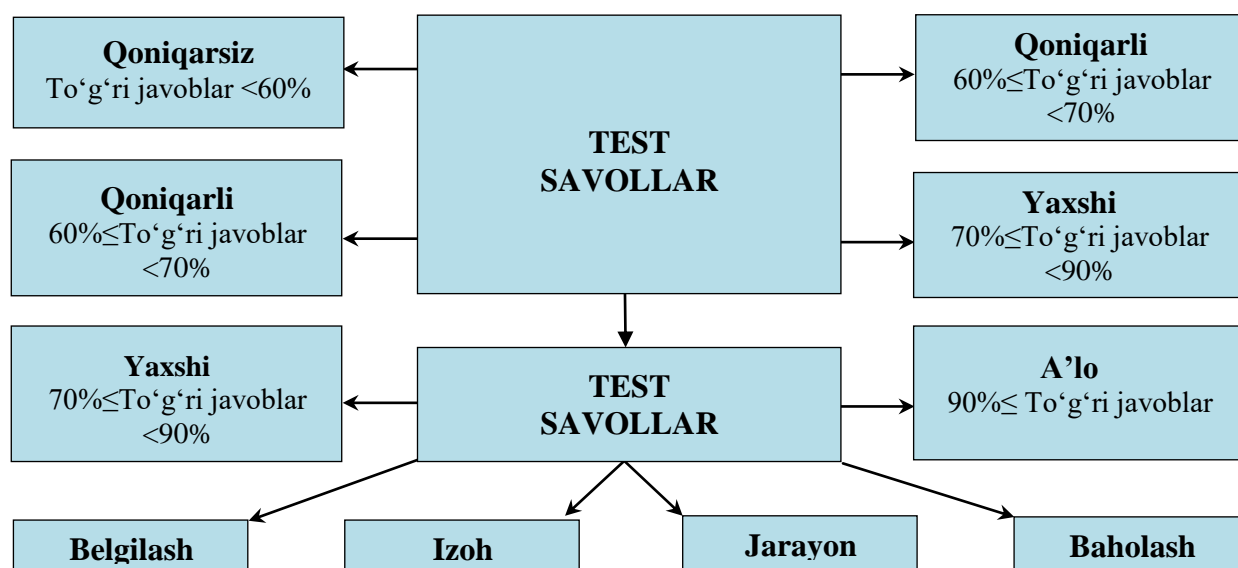 Qoniqarsiz
To‘g‘ri javoblar <60%
TEST
SAVOLLAR
Qoniqarli
60%≤To‘g‘ri javoblar
<70%
Qoniqarli
60%≤To‘g‘ri javoblar
<70%
Yaxshi
70%≤To‘g‘ri javoblar
<90%
Yaxshi
70%≤To‘g‘ri javoblar
<90%
TEST
SAVOLLAR
A’lo
90%≤ To‘g‘ri javoblar
Belgilash
Izoh
Jarayon
Baholash